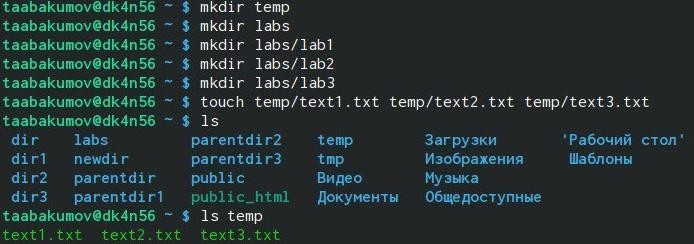 taabakumov@dk4n56 ~ $ mkdir temp
taabakumov@dk4n56 ~ $ mkdir labs
taabakumov@dk4n56 ~ $ mkdir labs/lab1
taabakumov@dk4n56 ~ $ mkdir labs/lab2
taabakumov@dk4n56 ~ $ mkdir labs/lab3
taabakumov@dk4n56 ~ $ touch temp/text1.txt temp/text2.txt temp/text3.txt
taabakumov@dk4n56 ~ $ ls
dir labs parentdir2 temp Загрузки 'Рабочий стол'
dir1 newdir parentdir3 tmp Изображения Шаблоны
dir2 parentdir public Видео Музыка
dir3 parentdir1 public_html Документы Общедоступные
taabakumov@dk4n56 ~ $ ls temp
text1.txt text2.txt text3.txt